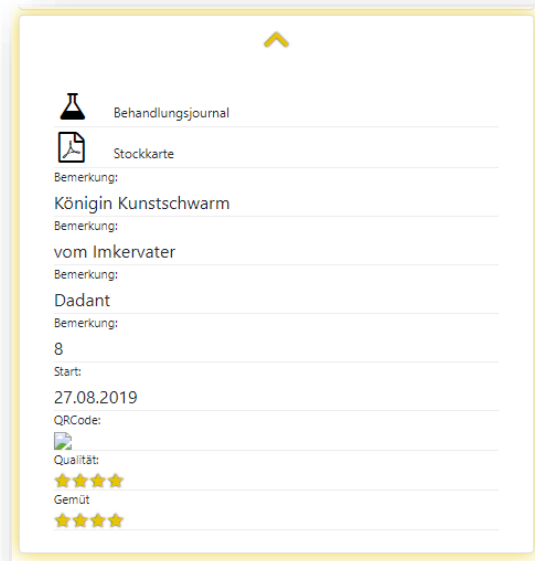 Behandlungsjournal
Stockkarte
Bemerkung:
Königin Kunstschwarm
Bemerkung:
vom Imkervater
Bemerkung:
Dadant
Bemerkung:
8
Start:
27.08.2019
QRCode:
Qualität:
Gemüt